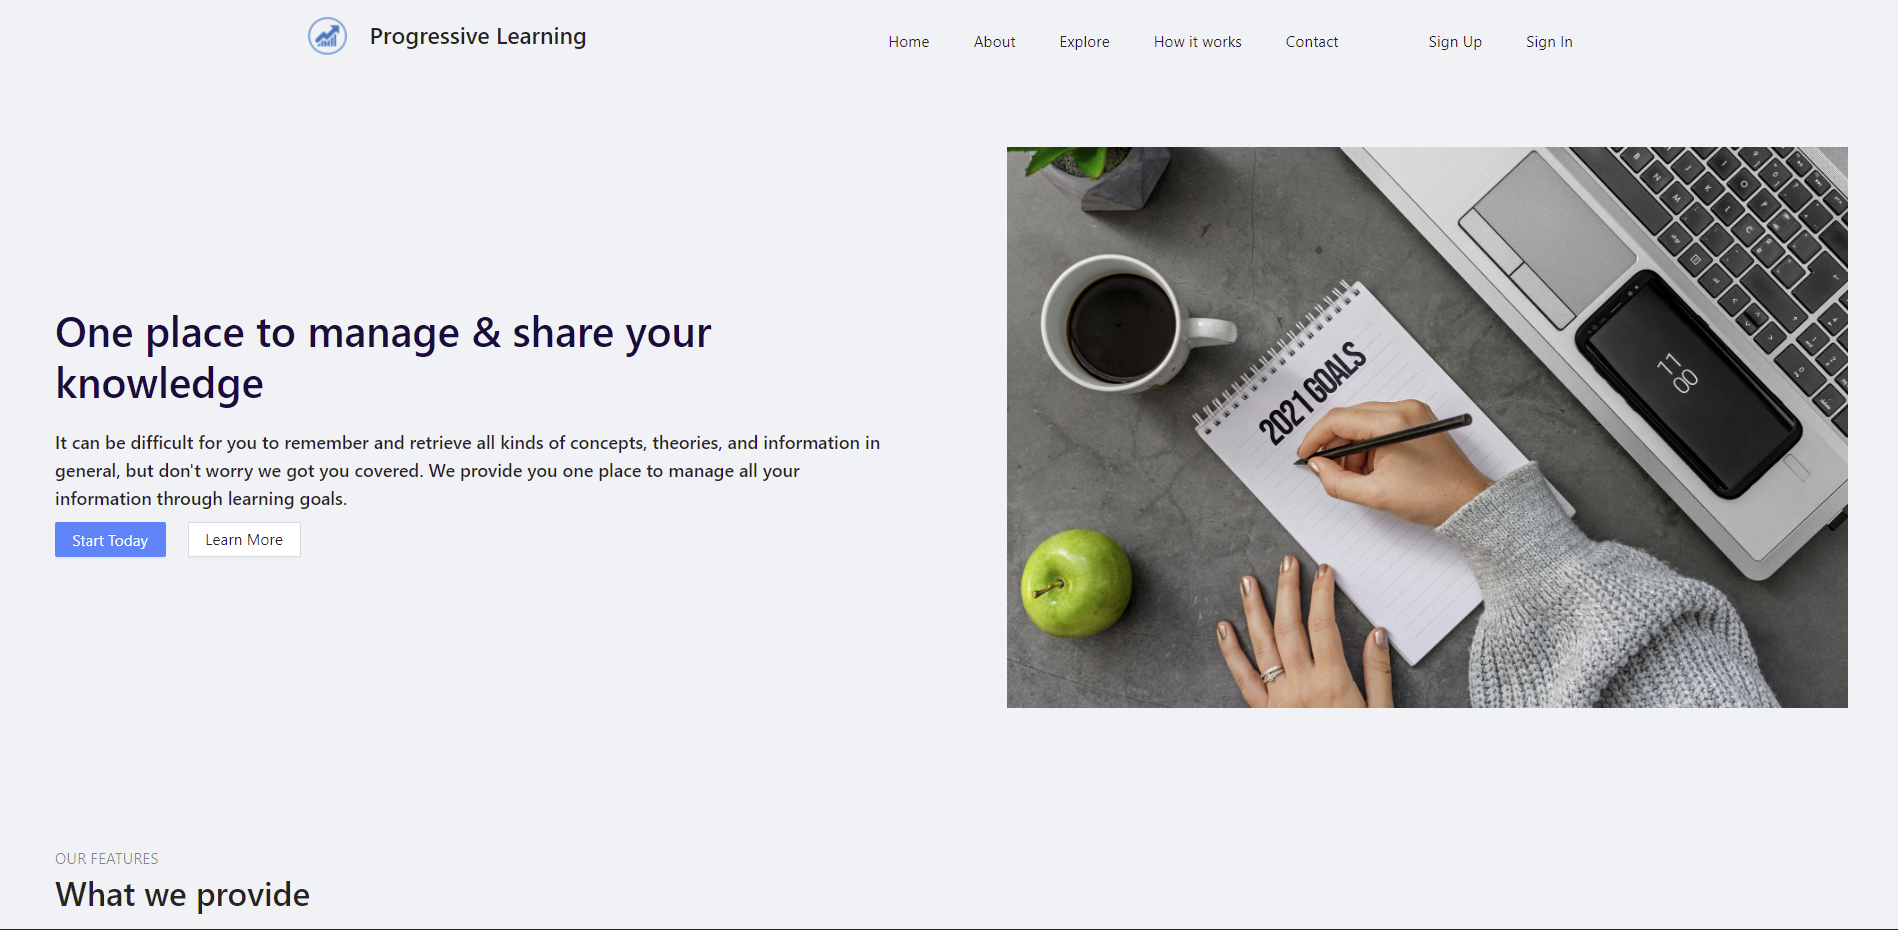 Progressive Learning
Home About Explore How it works Contact Sign Up Sign In
One place to manage & share your
knowledge
It can be difficult for you to remember and retrieve all kinds of concepts, theories, and information in
general, but don't worry we got you covered. We provide you one place to manage all your
information through learning goals.
Start Today Learn More
2021 GOALS
11
00
OUR FEATURES
What we provide